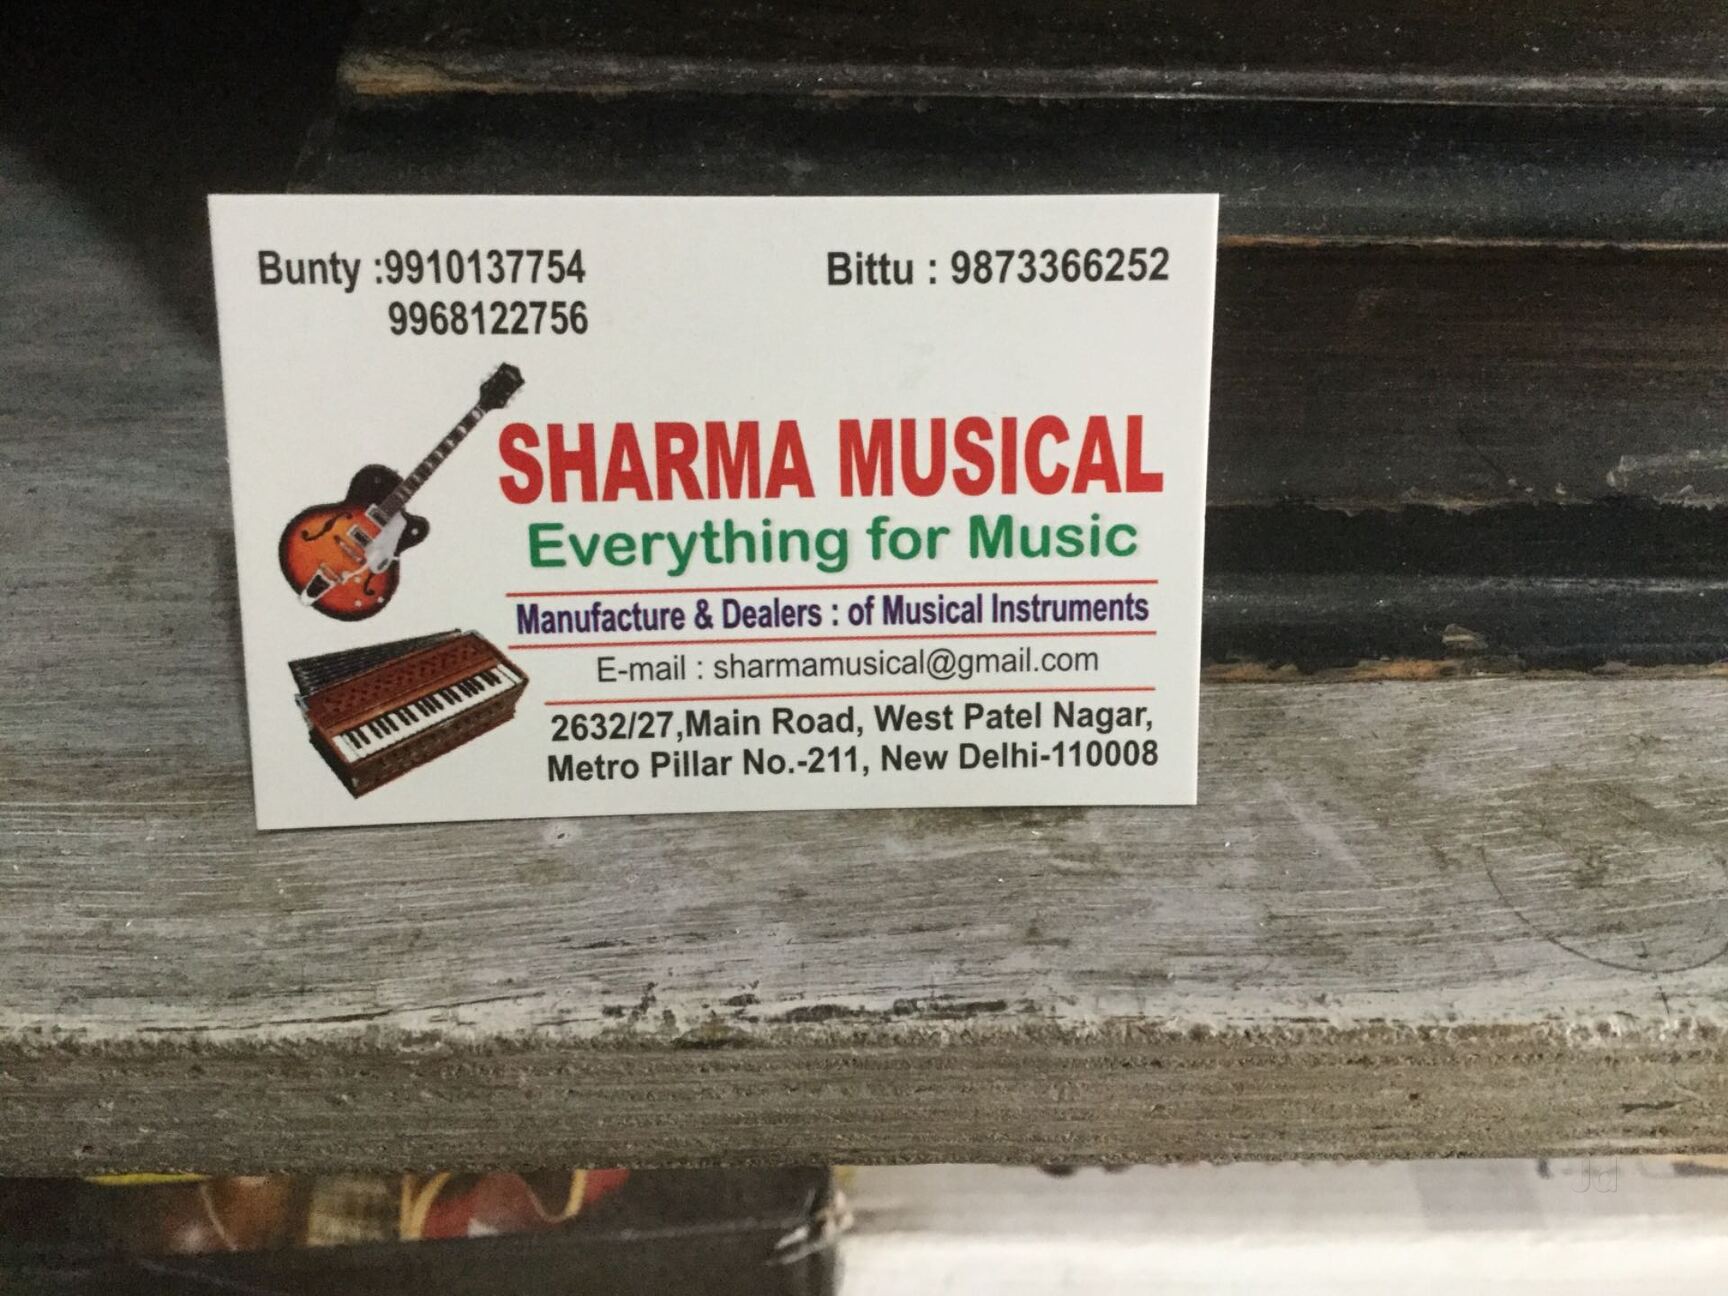 Bunty :9910137754
9968122756
Bittu : 9873366252
SHARMA MUSICAL
Everything for Music
Manufacture & Dealers : of Musical Instruments
E-mail : sharmamusical@gmail.com
2632/27,Main Road, West Patel Nagar,
Metro Pillar No.-211, New Delhi-110008
Jd